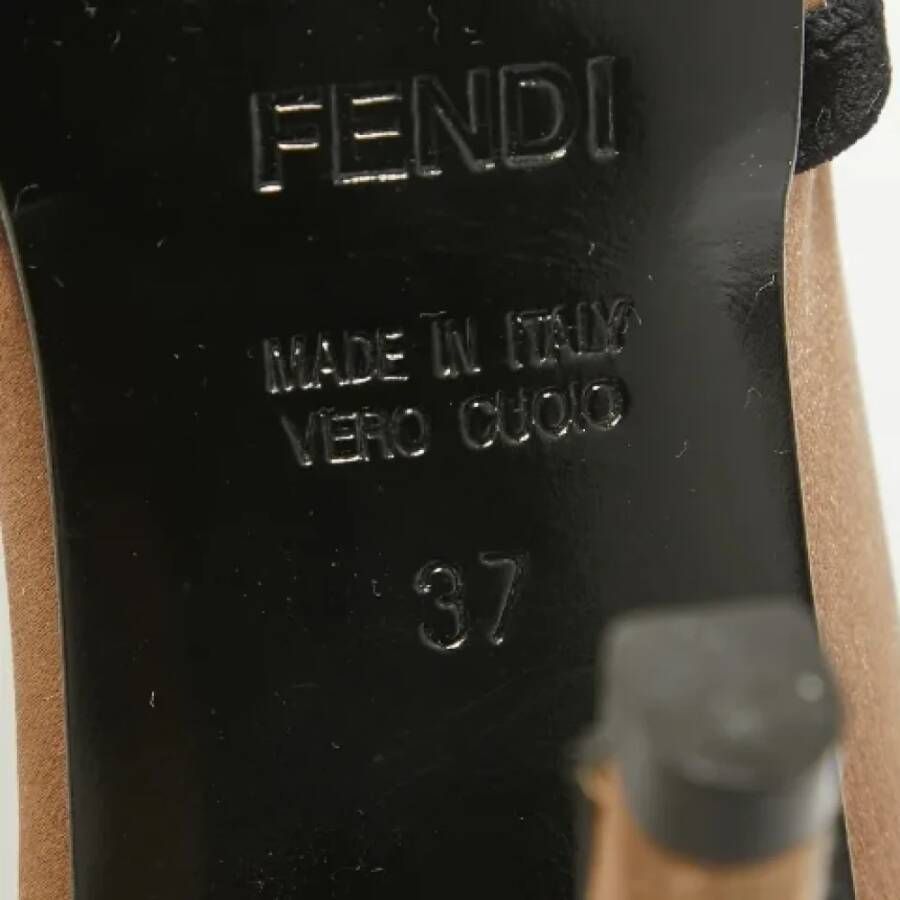 FENDI
MADE IN ITALY
VERO CUOIO
37